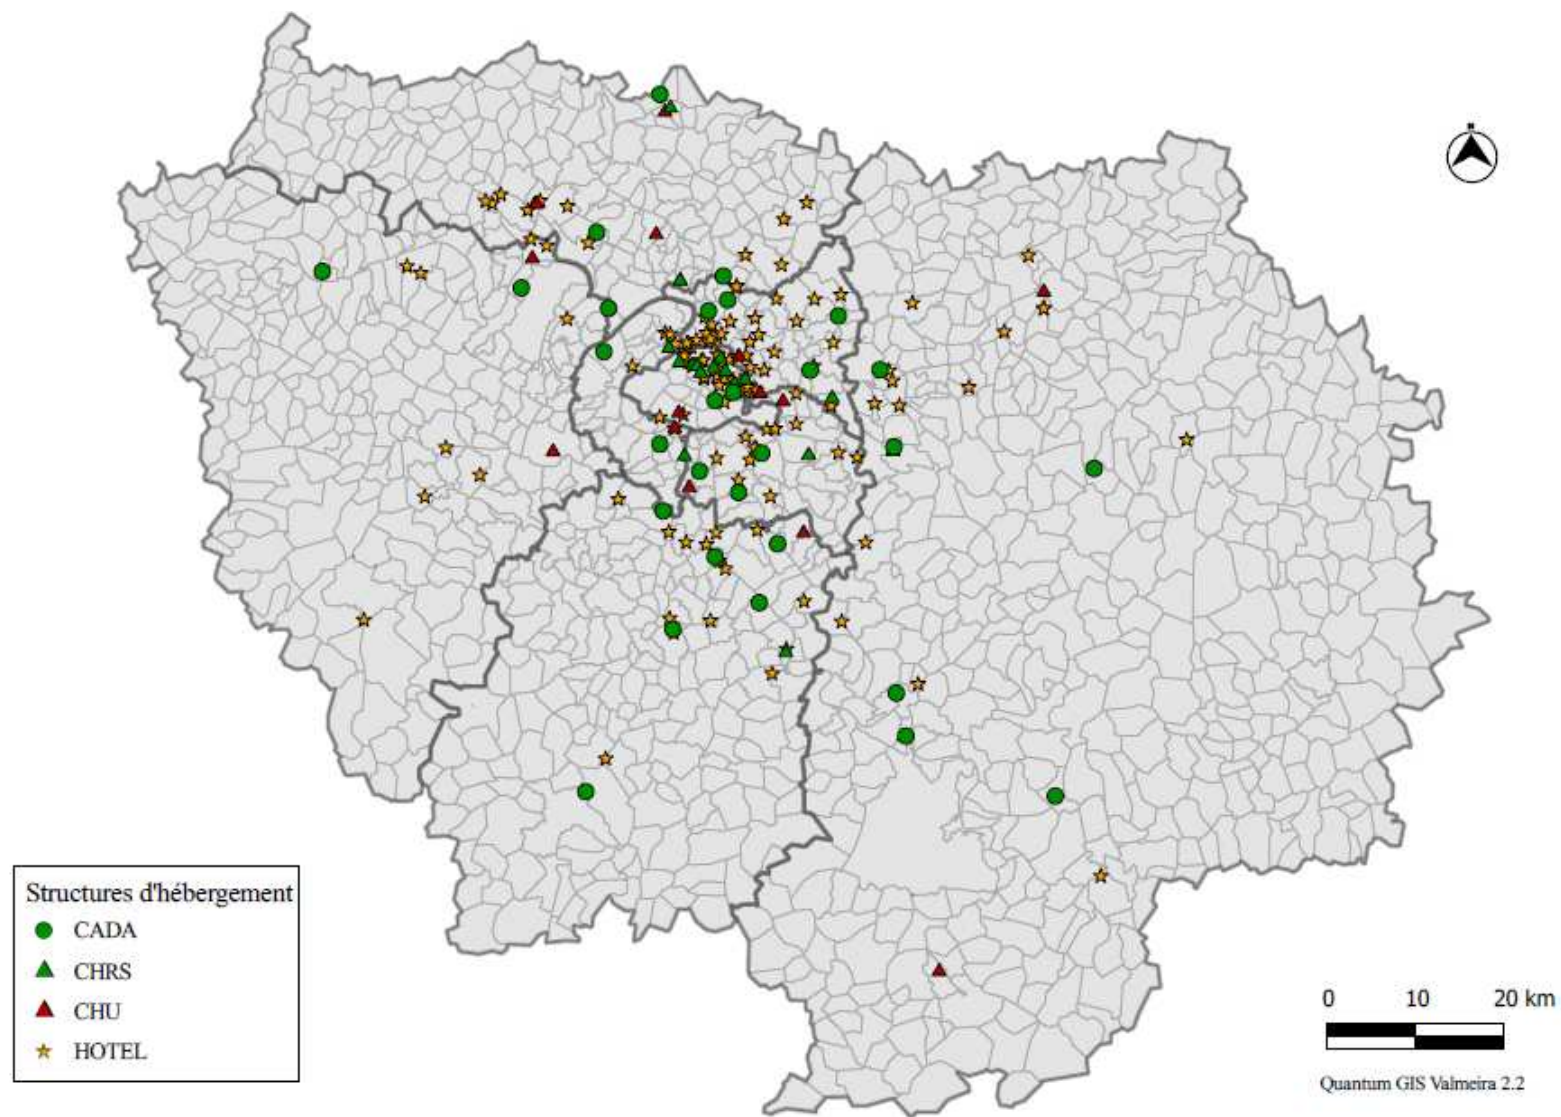 Structures d'hébergement
CADA
CHRS
CHU
HOTEL
0 10 20 km
Quantum GIS Valmeira 2.2